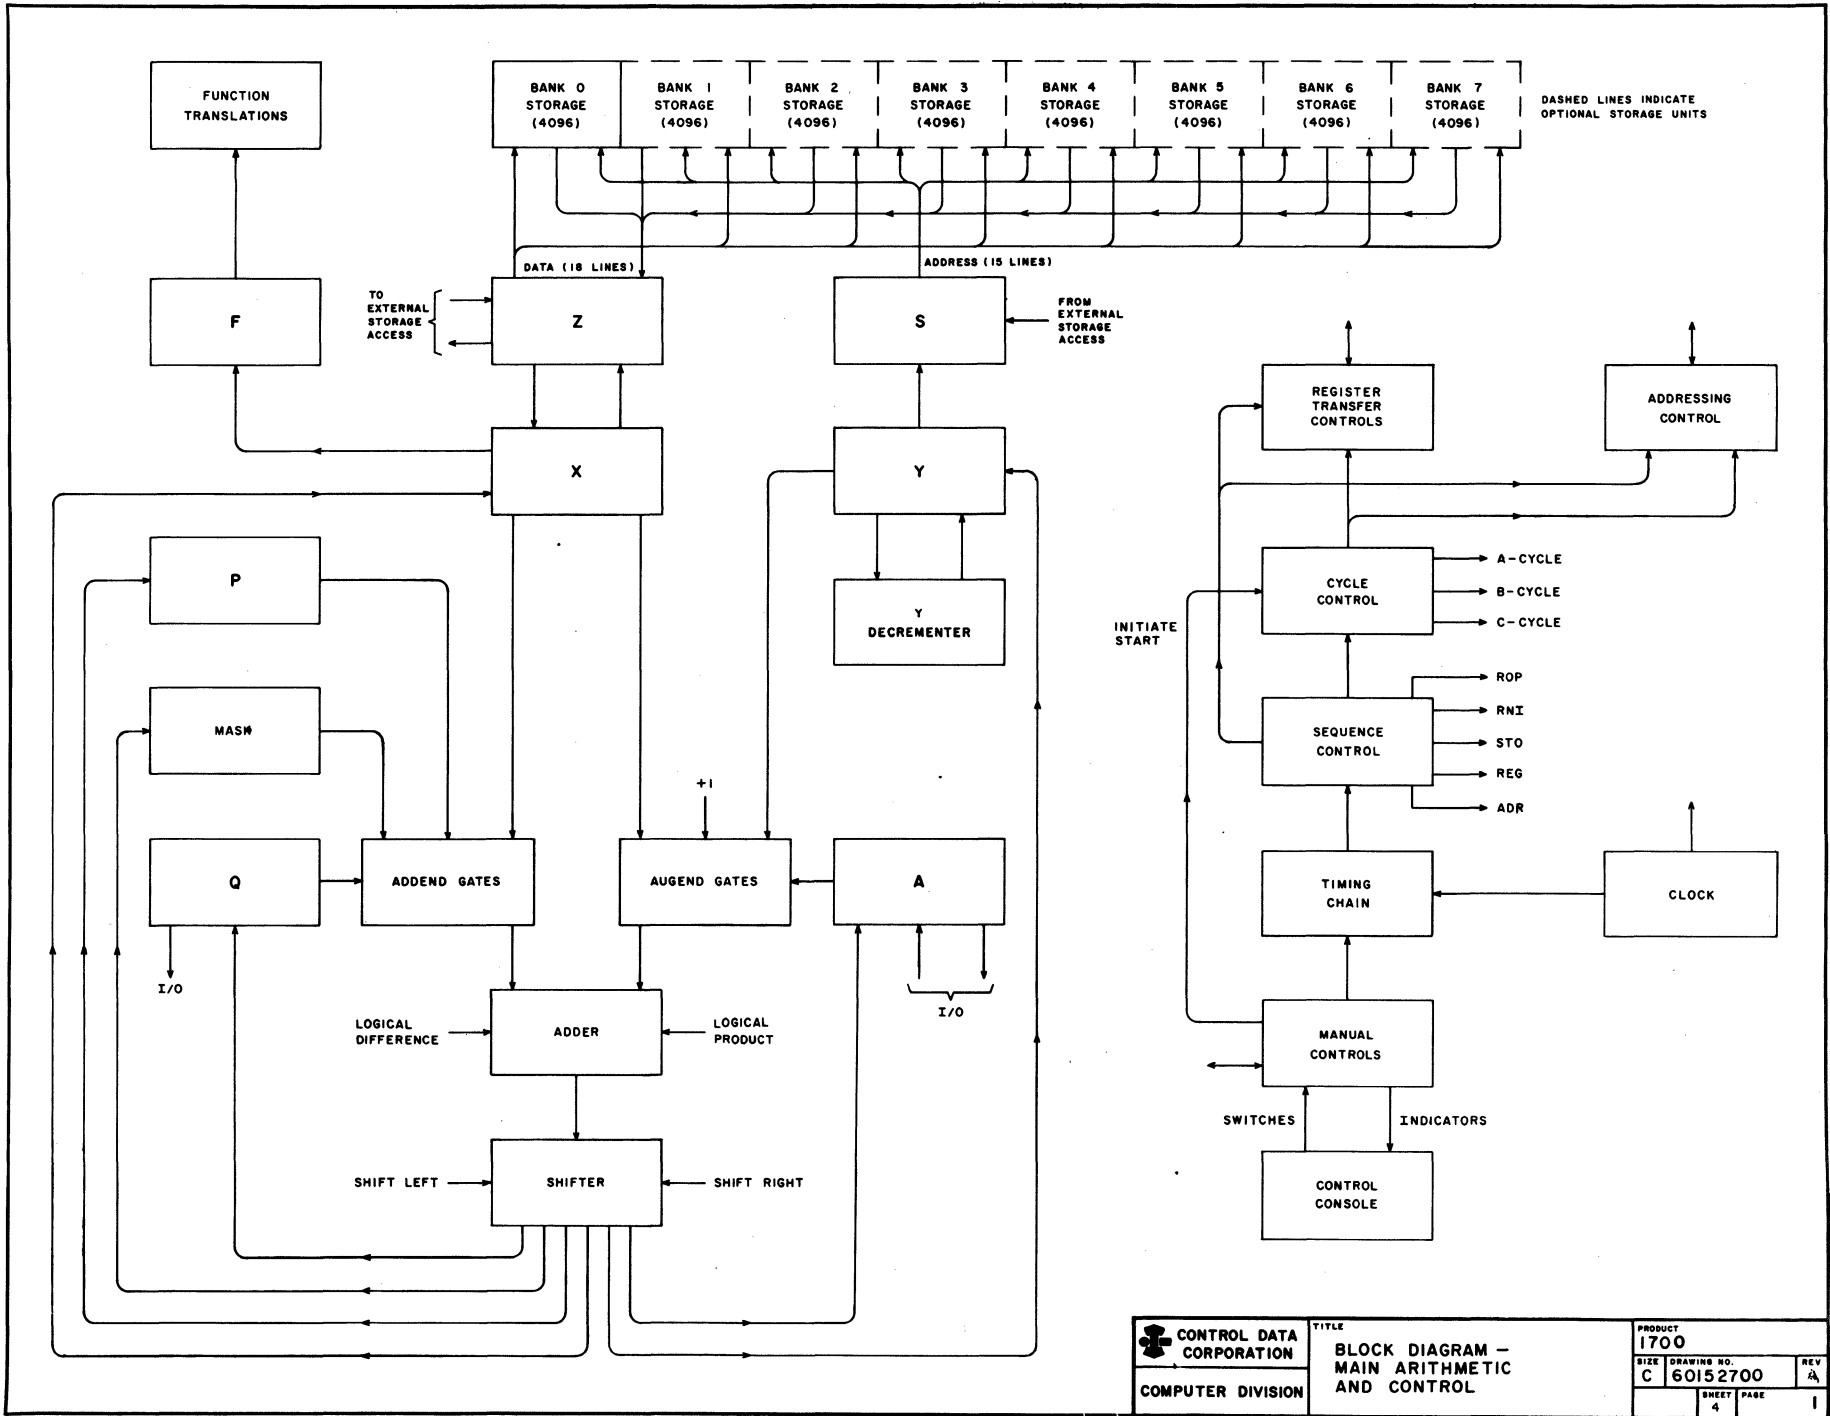 FUNCTION
TRANSLATIONS
BANK 0
STORAGE
(4096)
BANK 1
STORAGE
(4096)
BANK 2
STORAGE
(4096)
BANK 3
STORAGE
(4096)
BANK 4
STORAGE
(4096)
BANK 5
STORAGE
(4096)
BANK 6
STORAGE
(4096)
BANK 7
STORAGE
(4096)
DASHED LINES INDICATE
OPTIONAL STORAGE UNITS
DATA (18 LINES)
ADDRESS (15 LINES)
F
TO
EXTERNAL
STORAGE
ACCESS
Z
S
FROM
EXTERNAL
STORAGE
ACCESS
X
Y
REGISTER
TRANSFER
CONTROLS
ADDRESSING
CONTROL
P
Y
DECREMENTER
INITIATE
START
CYCLE
CONTROL
A-CYCLE
B-CYCLE
C-CYCLE
MASK
SEQUENCE
CONTROL
ROP
RNI
STO
REG
ADR
+1
Q
ADDEND GATES
AUGEND GATES
A
TIMING
CHAIN
CLOCK
I/O
I/O
LOGICAL
DIFFERENCE
ADDER
LOGICAL
PRODUCT
MANUAL
CONTROLS
SWITCHES
INDICATORS
SHIFT LEFT
SHIFTER
SHIFT RIGHT
CONTROL
CONSOLE
CONTROL DATA
CORPORATION
COMPUTER DIVISION
TITLE
BLOCK DIAGRAM —
MAIN ARITHMETIC
AND CONTROL
PRODUCT
1700
SIZE
C
DRAWING NO.
60152700
REV
SHEET
4
PAGE
1